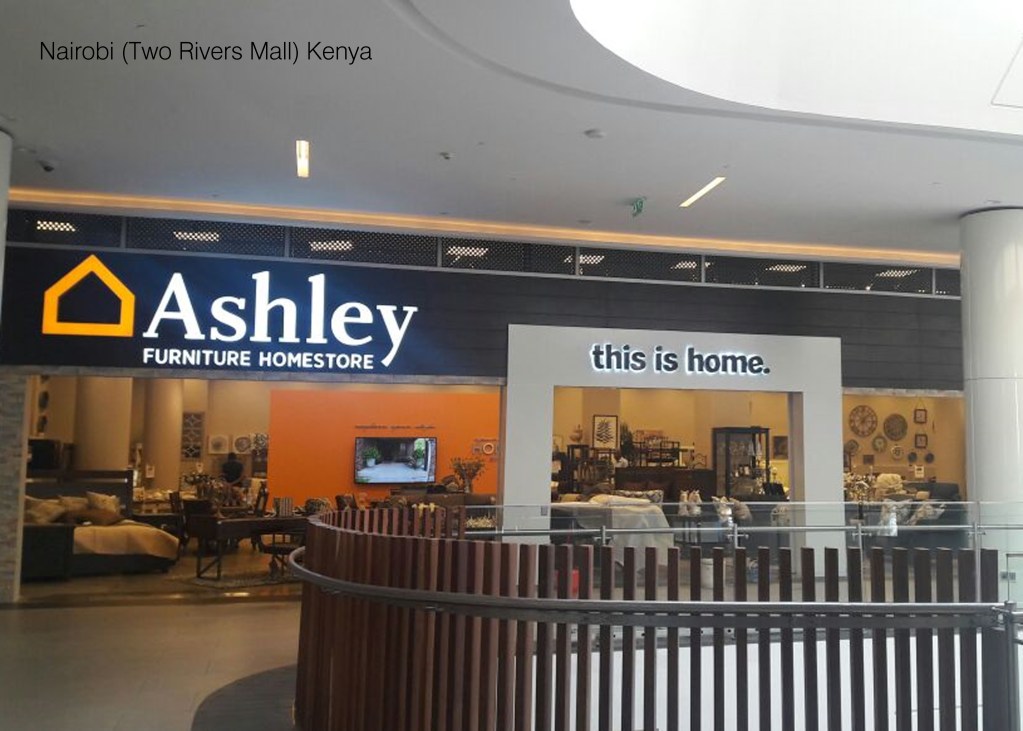 Nairobi (Two Rivers Mall) Kenya
Ashley
FURNITURE HOMESTORE
this is home.